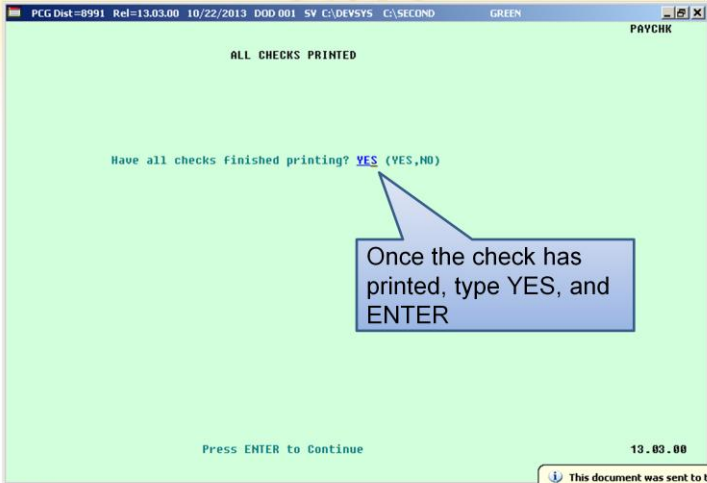 PCG Dist=8991 Rel=13.03.00 10/22/2013 DOD 001 SV C:\DEVSYS C:\SECOND GREEN
PAYCHK
ALL CHECKS PRINTED
Have all checks finished printing? YES (YES,NO)
Once the check has
printed, type YES, and
ENTER
Press ENTER to Continue
13.03.00
This document was sent to t